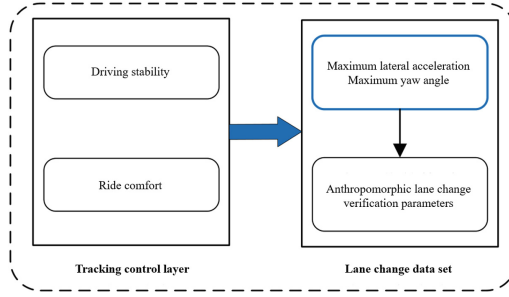 Driving stability
Ride comfort
Tracking control layer
Maximum lateral acceleration
Maximum yaw angle
Anthropomorphic lane change
verification parameters
Lane change data set